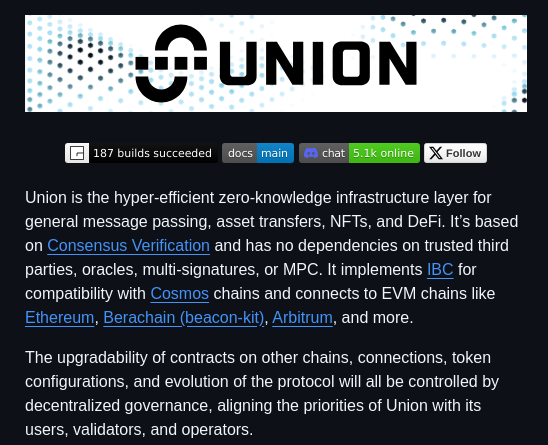 UNION
187 builds succeeded docs main chat 5.1k online Follow
Union is the hyper-efficient zero-knowledge infrastructure layer for
general message passing, asset transfers, NFTs, and DeFi. It’s based
on Consensus Verification and has no dependencies on trusted third
parties, oracles, multi-signatures, or MPC. It implements IBC for
compatibility with Cosmos chains and connects to EVM chains like
Ethereum, Berachain (beacon-kit), Arbitrum, and more.
The upgradability of contracts on other chains, connections, token
configurations, and evolution of the protocol will all be controlled by
decentralized governance, aligning the priorities of Union with its
users, validators, and operators.